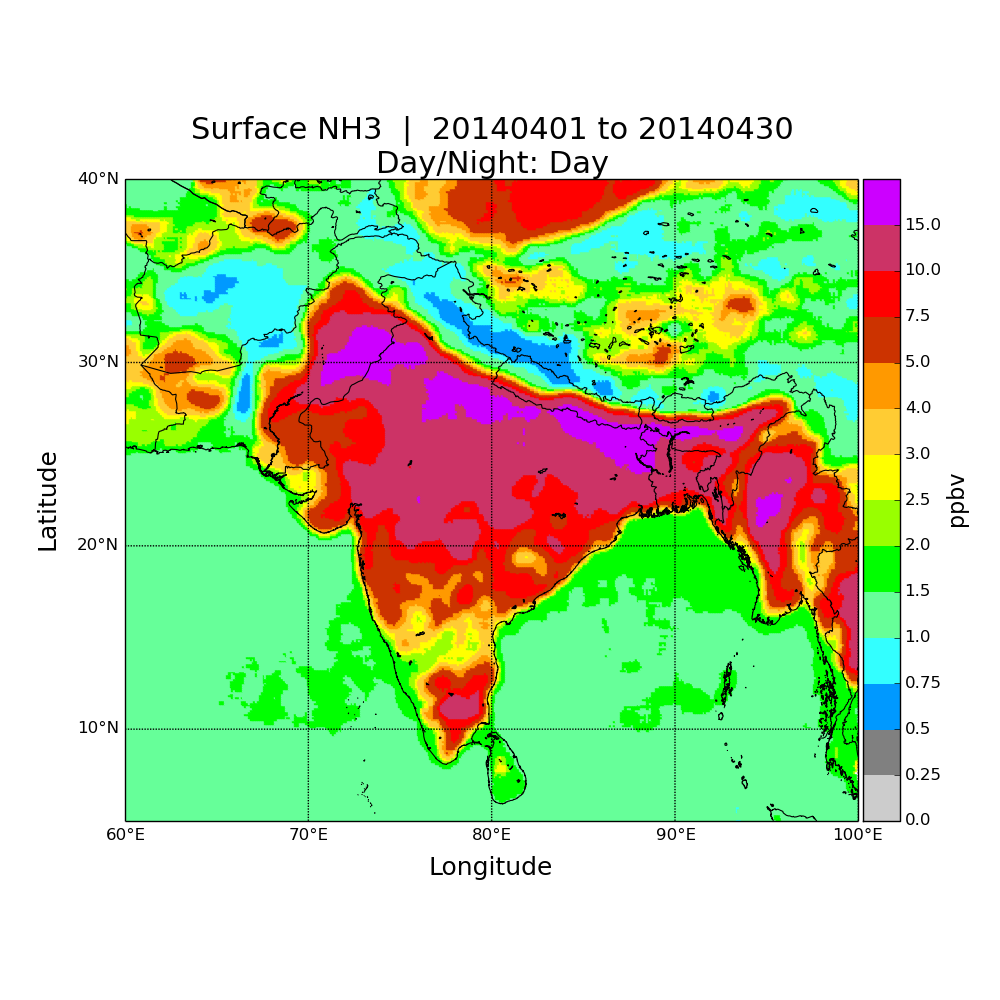 Surface NH3 | 20140401 to 20140430
Day/Night: Day
40°N
30°N
20°N
10°N
Latitude
60°E
70°E
80°E
90°E
100°E
Longitude
15.0
10.0
7.5
5.0
4.0
3.0
2.5
2.0
1.5
1.0
0.75
0.5
0.25
0.0
ppbv